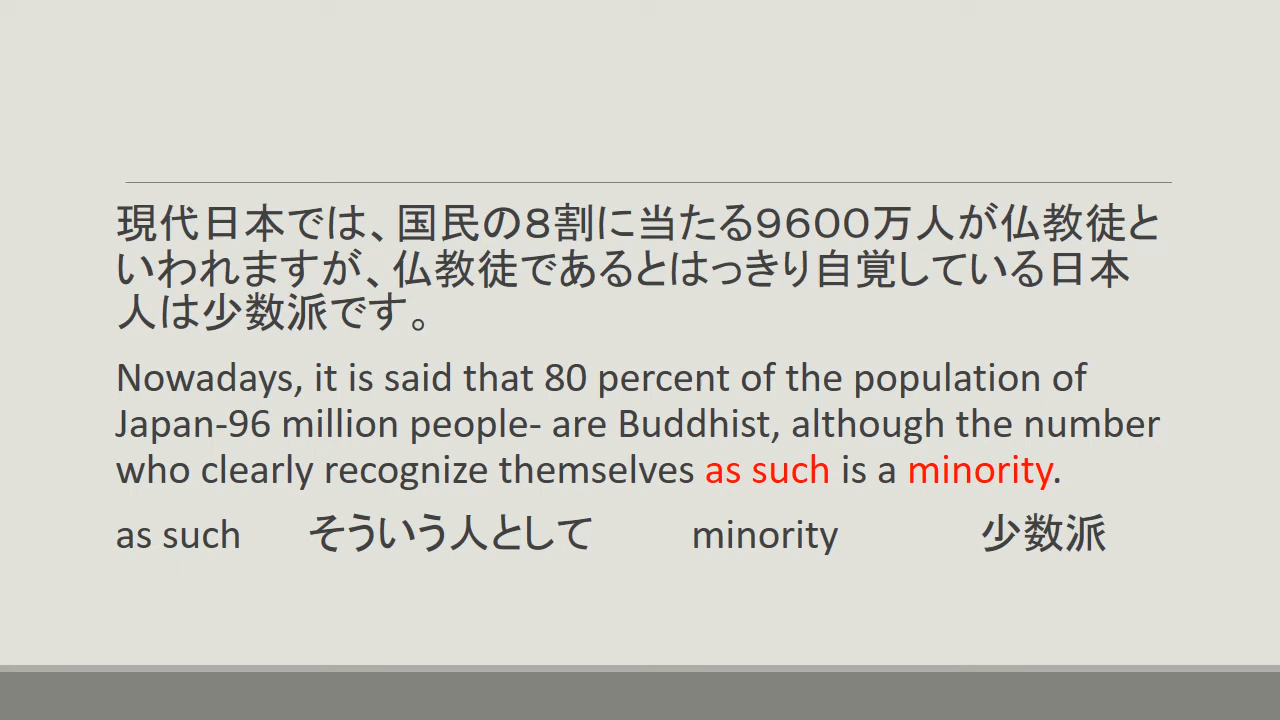 現代日本では、国民の８割に当たる９６００万人が仏教徒と
いわれますが、仏教徒であるとはっきり自覚している日本
人は少数派です。
Nowadays, it is said that 80 percent of the population of
Japan-96 million people- are Buddhist, although the number
who clearly recognize themselves as such is a minority.
as such そういう人として minority 少数派